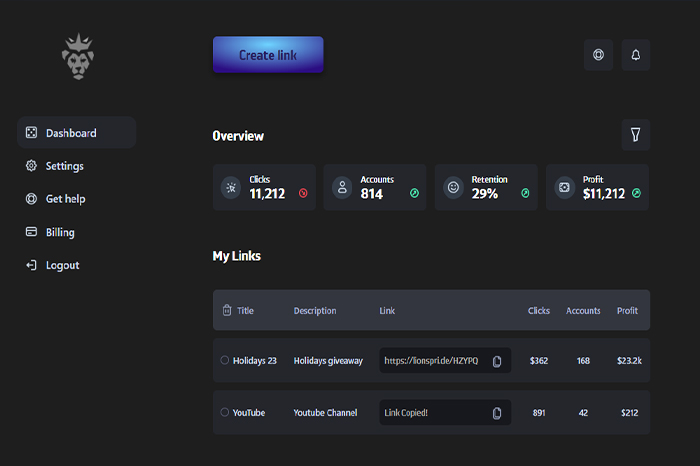 Create link
Dashboard
Settings
Get help
Billing
Logout
Overview
Clicks
11,212
Accounts
814
Retention
29%
Profit
$11,212
My Links
Title Description Link Clicks Accounts Profit
Holidays 23 Holidays giveaway https://lionspri.de/HZYPQ $362 168 $23.2k
YouTube Youtube Channel Link Copied! 891 42 $212